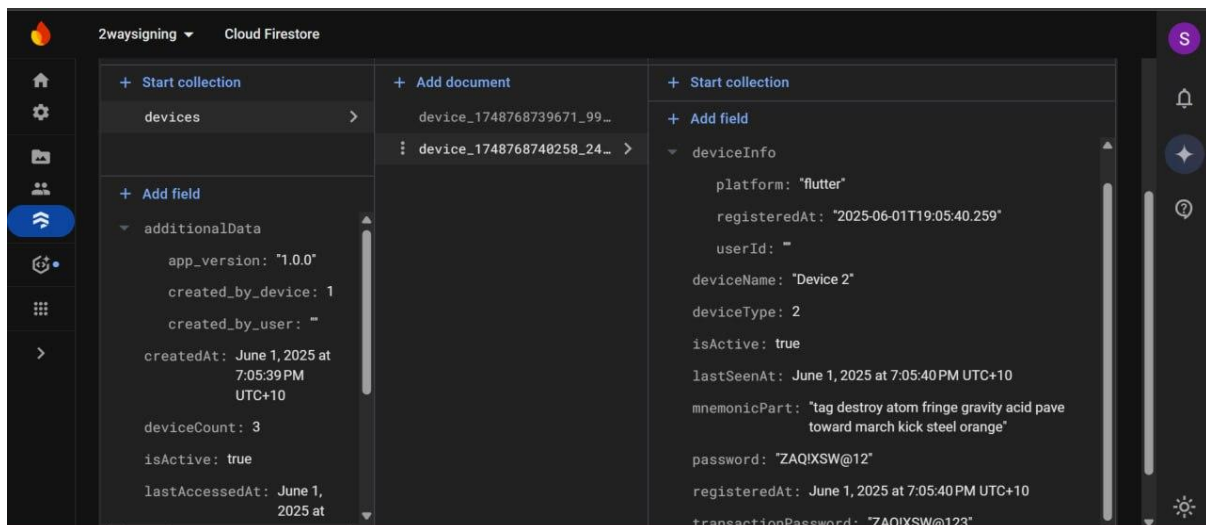 2waysigning
Cloud Firestore
S
+ Start collection
devices
+ Add field
additionalData
app_version: "1.0.0"
created_by_device: 1
created_by_user: ""
createdAt: June 1, 2025 at
7:05:39 PM
UTC+10
deviceCount: 3
isActive: true
lastAccessedAt: June 1,
2025 at
+ Add document
device_1748768739671_99…
device_1748768740258_24…
+ Start collection
+ Add field
deviceInfo
platform: "flutter"
registeredAt: "2025-06-01T19:05:40.259"
userId: ""
deviceName: "Device 2"
deviceType: 2
isActive: true
lastSeenAt: June 1, 2025 at 7:05:40 PM UTC+10
mnemonicPart: "tag destroy atom fringe gravity acid pave
toward march kick steel orange"
password: "ZAQ!XSW@12"
registeredAt: June 1, 2025 at 7:05:40 PM UTC+10
transactionPassword: "ZAQ!XSW@123"